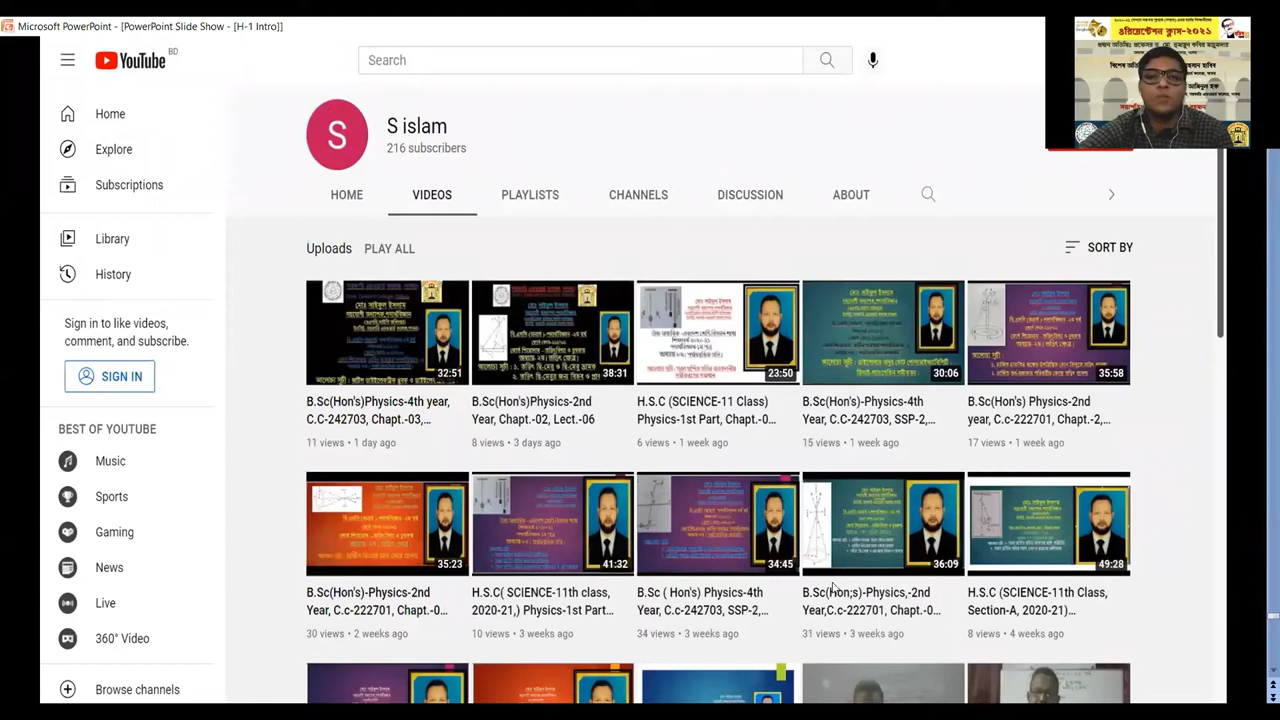 Microsoft PowerPoint - [PowerPoint Slide Show - [H-1 Intro]]
YouTube BD
Search
Home
Explore
Subscriptions
Library
History
Sign in to like videos,
comment, and subscribe.
SIGN IN
BEST OF YOUTUBE
Music
Sports
Gaming
News
Live
360° Video
Browse channels
S
S islam
216 subscribers
HOME VIDEOS PLAYLISTS CHANNELS DISCUSSION ABOUT
Uploads PLAY ALL
SORT BY
32:51
B.Sc(Hon's)Physics-4th year,
C.C-242703, Chapt.-03,...
11 views • 1 day ago
38:31
B.Sc(Hon's)Physics-2nd
Year, Chapt.-02, Lect.-06
8 views • 3 days ago
23:50
H.S.C (SCIENCE-11 Class)
Physics-1st Part, Chapt.-0...
6 views • 1 week ago
30:06
B.Sc(Hon's)-Physics-4th
Year, C.C-242703, SSP-2,...
15 views • 1 week ago
35:58
B.Sc(Hon's) Physics-2nd
year, C.c-222701, Chapt.-2,...
17 views • 1 week ago
35:23
B.Sc(Hon's)-Physics-2nd
Year, C.c-222701, Chapt.-0...
30 views • 2 weeks ago
41:32
H.S.C( SCIENCE-11th class,
2020-21,) Physics-1st Part...
10 views • 3 weeks ago
34:45
B.Sc ( Hon's) Physics-4th
Year, C.c-242703, SSP-2,...
34 views • 3 weeks ago
36:09
B.Sc(Hon;s)-Physics,-2nd
Year,C.c-222701, Chapt.-0...
31 views • 3 weeks ago
49:28
H.S.C (SCIENCE-11th Class,
Section-A, 2020-21)...
8 views • 4 weeks ago
ওরিয়েন্টেশন ক্লাস-২০২১